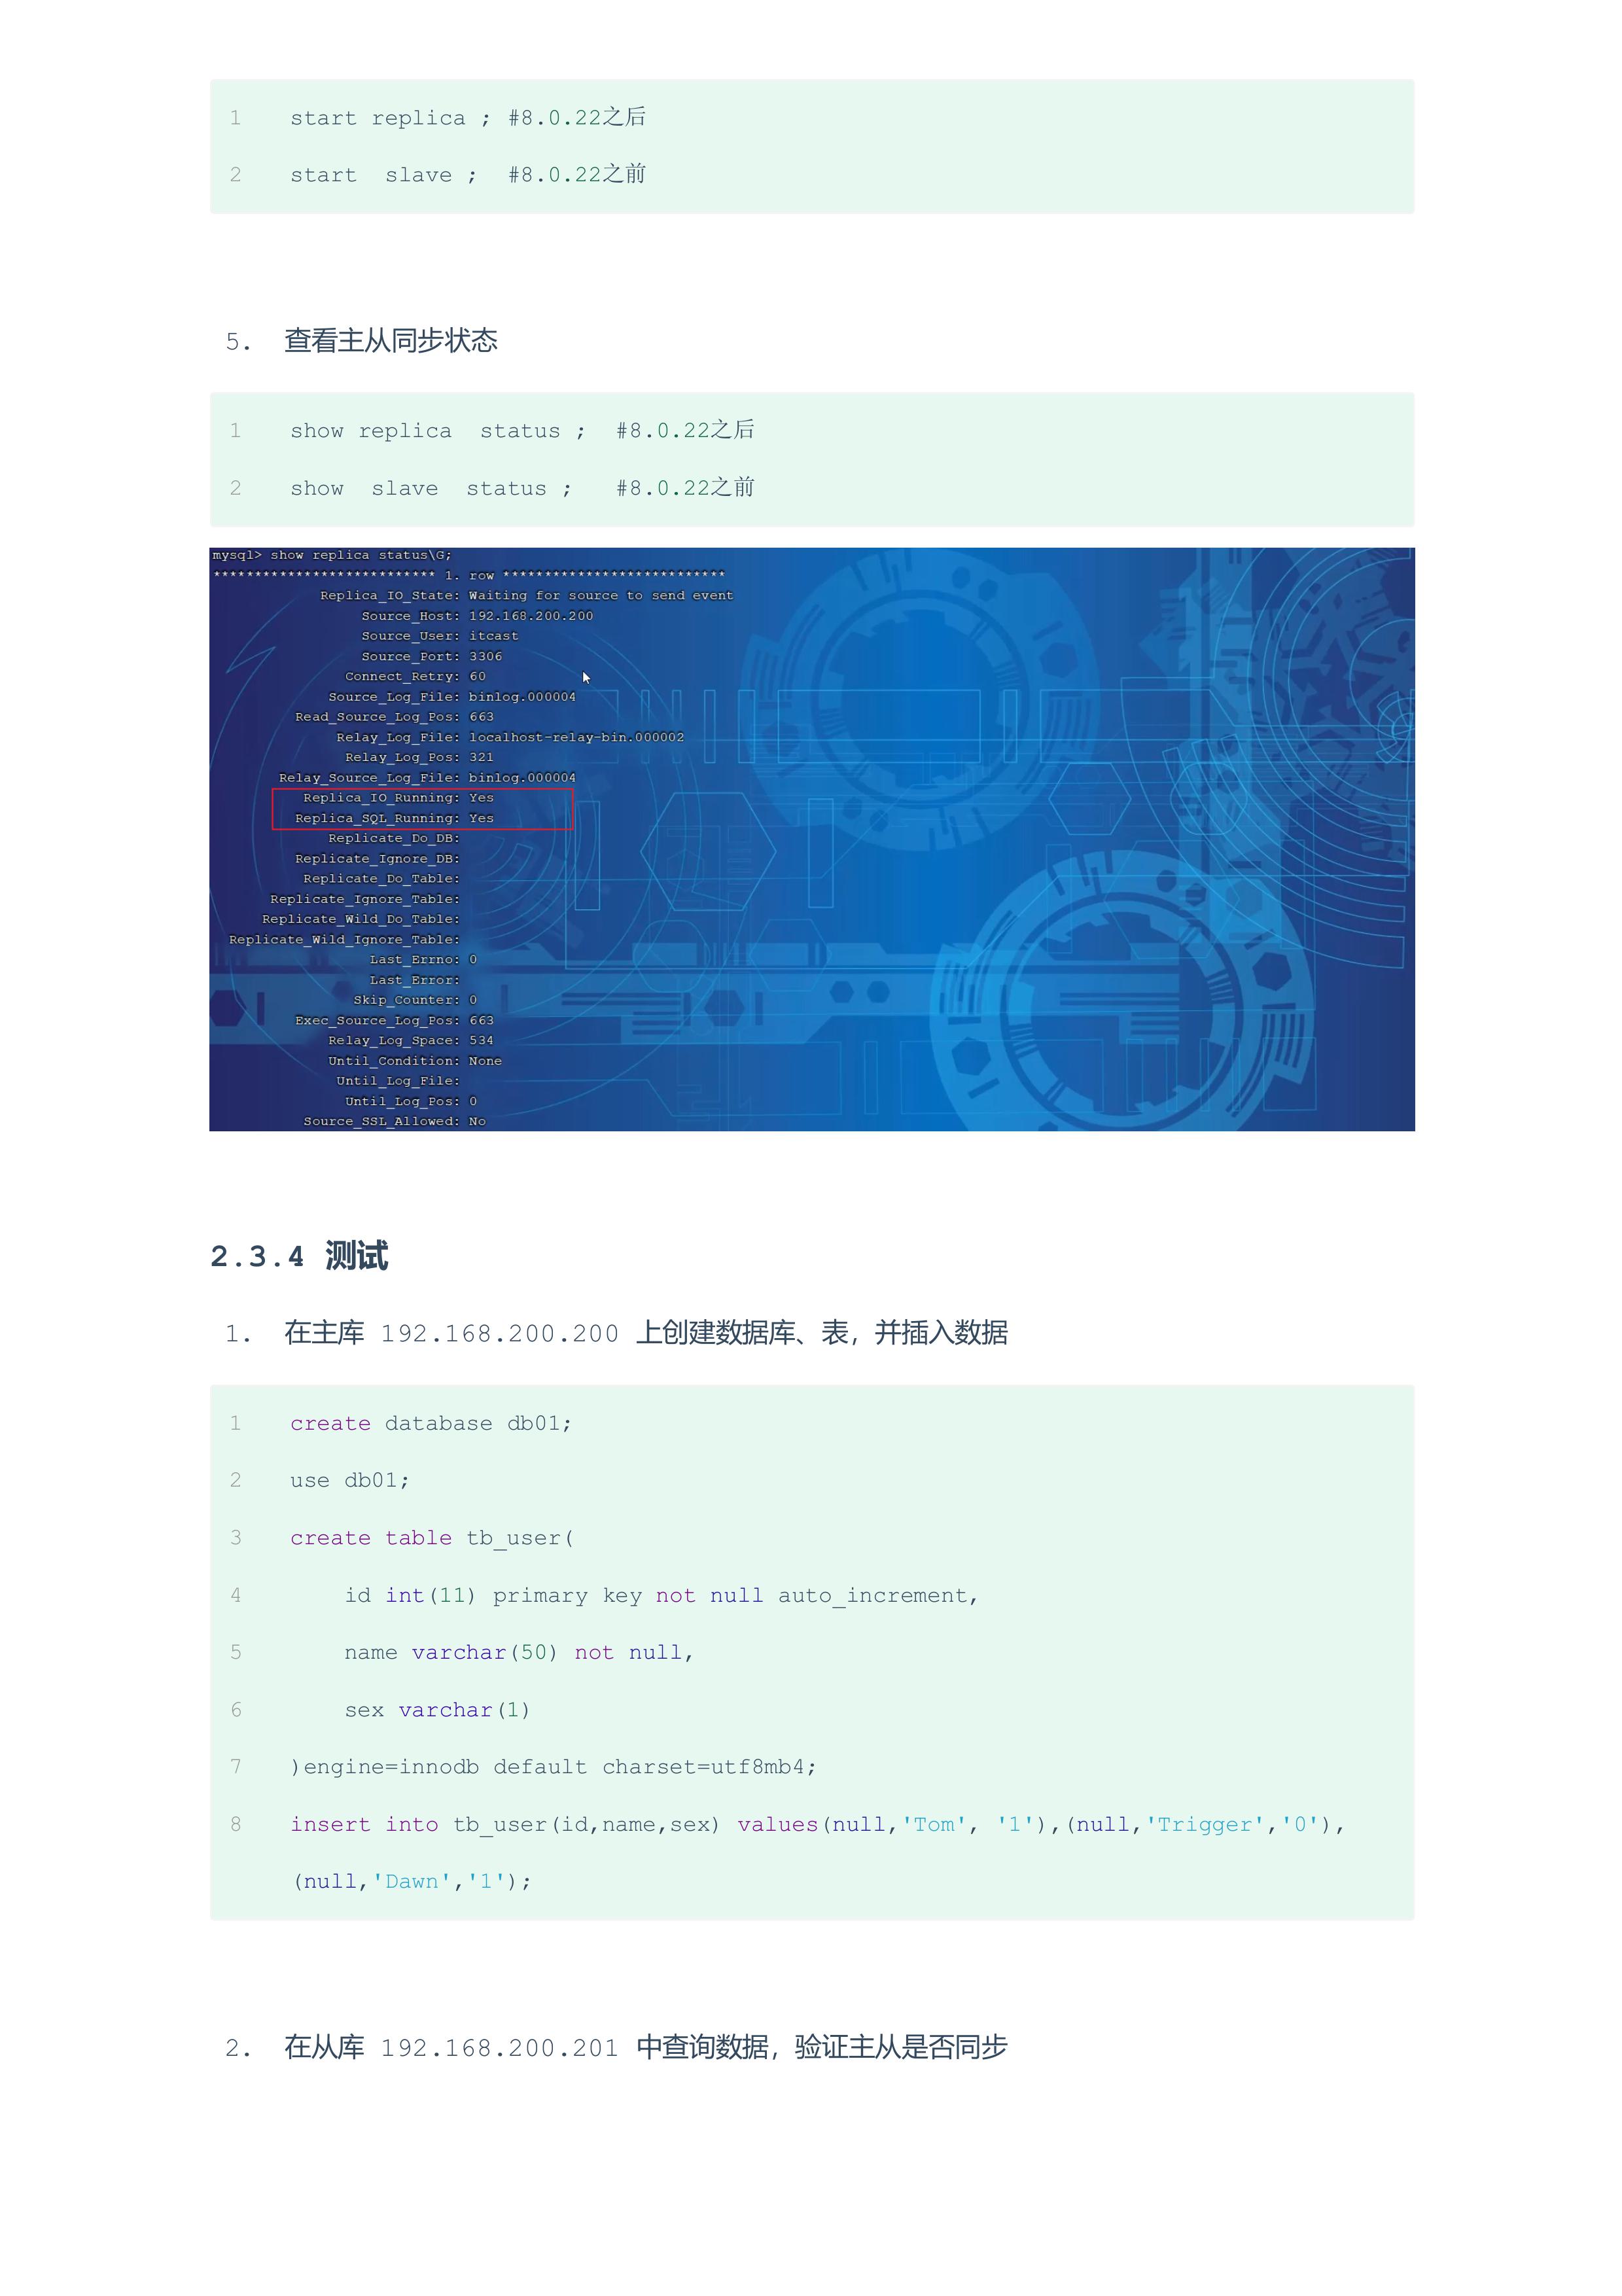 1 start replica ; #8.0.22之后
2 start  slave ;  #8.0.22之前
5. 查看主从同步状态
1 show replica  status ;  #8.0.22之后
2 show  slave  status ;   #8.0.22之前
mysql> show replica status\G;
*************************** 1. row ***************************
Replica_IO_State: Waiting for source to send event
Source_Host: 192.168.200.200
Source_User: itcast
Source_Port: 3306
Connect_Retry: 60
Source_Log_File: binlog.000004
Read_Source_Log_Pos: 663
Relay_Log_File: localhost-relay-bin.000002
Relay_Log_Pos: 321
Relay_Source_Log_File: binlog.000004
Replica_IO_Running: Yes
Replica_SQL_Running: Yes
Replicate_Do_DB:
Replicate_Ignore_DB:
Replicate_Do_Table:
Replicate_Ignore_Table:
Replicate_Wild_Do_Table:
Replicate_Wild_Ignore_Table:
Last_Errno: 0
Last_Error:
Skip_Counter: 0
Exec_Source_Log_Pos: 663
Relay_Log_Space: 534
Until_Condition: None
Until_Log_File:
Until_Log_Pos: 0
Source_SSL_Allowed: No
2.3.4 测试
1. 在主库 192.168.200.200 上创建数据库、表，并插入数据
1 create database db01;
2 use db01;
3 create table tb_user(
4     id int(11) primary key not null auto_increment,
5     name varchar(50) not null,
6     sex varchar(1)
7 )engine=innodb default charset=utf8mb4;
8 insert into tb_user(id,name,sex) values(null,'Tom', '1'),(null,'Trigger','0'),
(null,'Dawn','1');
2. 在从库 192.168.200.201 中查询数据，验证主从是否同步